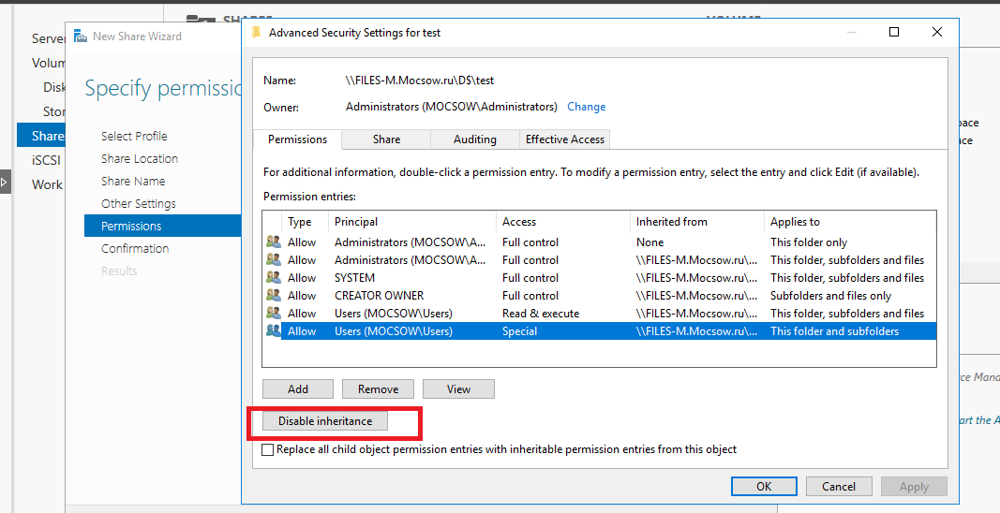 SHARES
VOLUME
New Share Wizard
Advanced Security Settings for test
Server
Volum
Disk
Stor
Share
iSCSI
Work
Specify permissio
Select Profile
Share Location
Share Name
Other Settings
Permissions
Confirmation
Results
Name: \\FILES-M.Mocsow.ru\D$\test
Owner: Administrators (MOCSOW\Administrators) Change
Permissions Share Auditing Effective Access
For additional information, double-click a permission entry. To modify a permission entry, select the entry and click Edit (if available).
Permission entries:
Type Principal Access Inherited from Applies to
Allow Administrators (MOCSOW\A... Full control None This folder only
Allow Administrators (MOCSOW\A... Full control \\FILES-M.Mocsow.ru\... This folder, subfolders and files
Allow SYSTEM Full control \\FILES-M.Mocsow.ru\... This folder, subfolders and files
Allow CREATOR OWNER Full control \\FILES-M.Mocsow.ru\... Subfolders and files only
Allow Users (MOCSOW\Users) Read & execute \\FILES-M.Mocsow.ru\... This folder, subfolders and files
Allow Users (MOCSOW\Users) Special \\FILES-M.Mocsow.ru\... This folder and subfolders
Add Remove View
Disable inheritance
Replace all child object permission entries with inheritable permission entries from this object
OK Cancel Apply
pace
ce
rce Mana
art the A